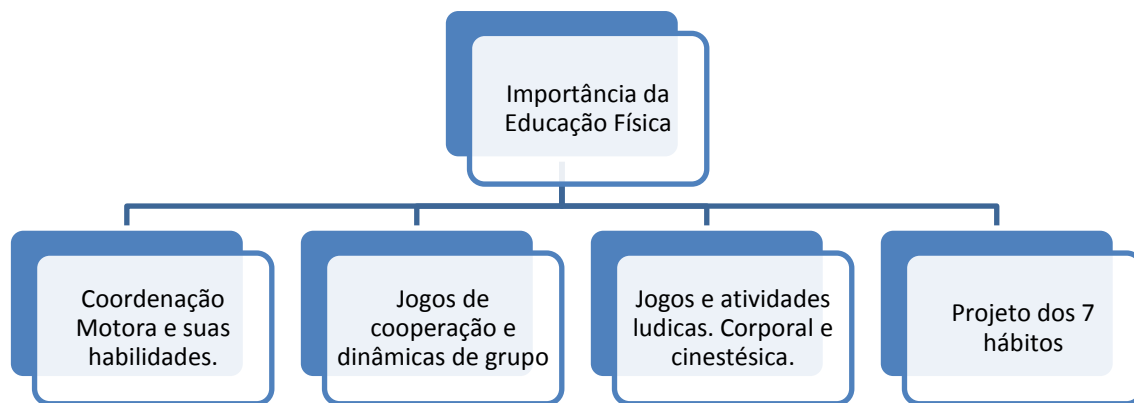 Importância da
Educação Física
Coordenação
Motora e suas
habilidades.
Jogos de
cooperação e
dinâmicas de grupo
Jogos e atividades
ludicas. Corporal e
cinestésica.
Projeto dos 7
hábitos